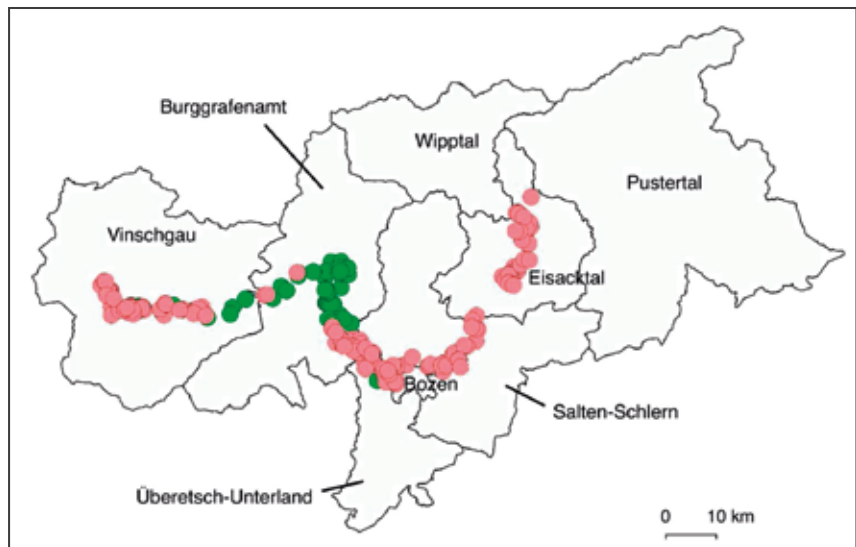 Burggrafenamt
Wipptal
Pustertal
Vinschgau
Eisacktal
Bozen
Salten-Schlern
Überetsch-Unterland
0 10 km